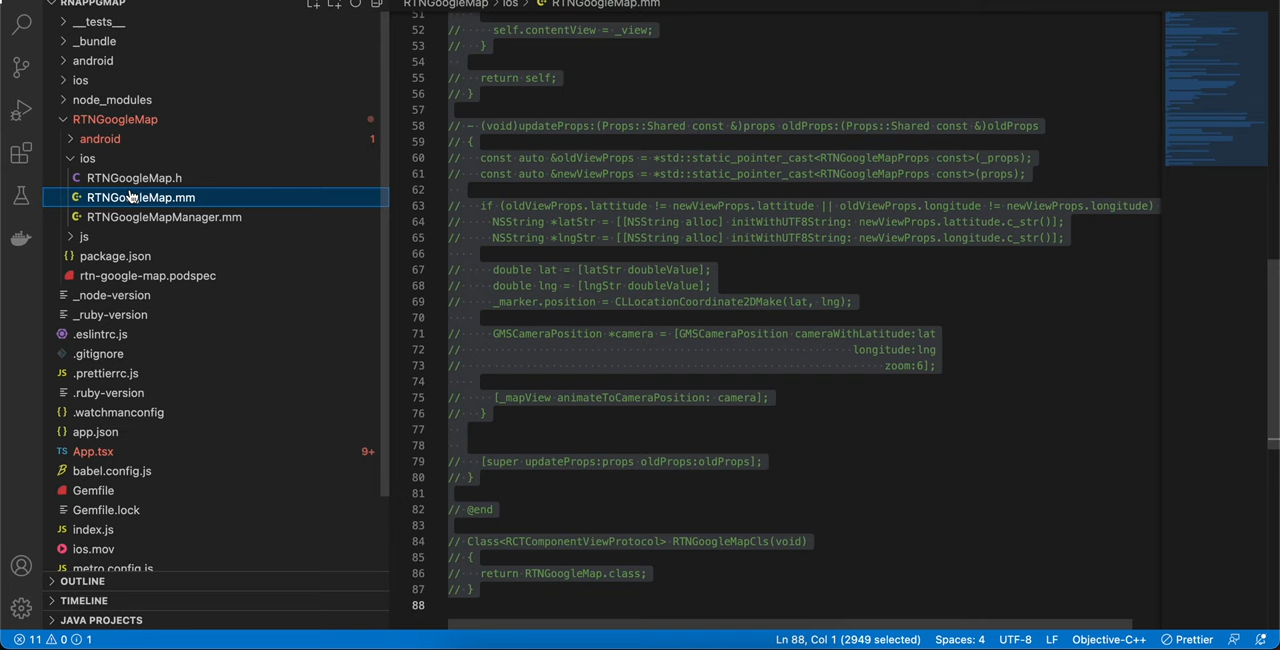 RNAPPGMAP
RTNGoogleMap > ios > RTNGoogleMap.mm
__tests__
_bundle
android
ios
node_modules
RTNGoogleMap
android 1
ios
RTNGoogleMap.h
RTNGoogleMap.mm
RTNGoogleMapManager.mm
js
package.json
rtn-google-map.podspec
_node-version
_ruby-version
.eslintrc.js
.gitignore
.prettierrc.js
.ruby-version
.watchmanconfig
app.json
TS App.tsx 9+
babel.config.js
Gemfile
Gemfile.lock
JS index.js
ios.mov
JS metro.config.js
OUTLINE
TIMELINE
JAVA PROJECTS
51
52 // self.contentView = _view;
53 // }
54
55 // return self;
56 // }
57
58 // - (void)updateProps:(Props::Shared const &)props oldProps:(Props::Shared const &)oldProps
59 // {
60 // const auto &oldViewProps = *std::static_pointer_cast<RTNGoogleMapProps const>(_props);
61 // const auto &newViewProps = *std::static_pointer_cast<RTNGoogleMapProps const>(props);
62
63 // if (oldViewProps.lattitude != newViewProps.lattitude || oldViewProps.longitude != newViewProps.longitude)
64 // NSString *latStr = [[NSString alloc] initWithUTF8String: newViewProps.lattitude.c_str()];
65 // NSString *lngStr = [[NSString alloc] initWithUTF8String: newViewProps.longitude.c_str()];
66
67 // double lat = [latStr doubleValue];
68 // double lng = [lngStr doubleValue];
69 // _marker.position = CLLocationCoordinate2DMake(lat, lng);
70
71 // GMSCameraPosition *camera = [GMSCameraPosition cameraWithLatitude:lat
72 // longitude:lng
73 // zoom:6];
74
75 // [_mapView animateToCameraPosition: camera];
76 // }
77
78
79 // [super updateProps:props oldProps:oldProps];
80 // }
81
82 // @end
83
84 // Class<RCTComponentViewProtocol> RTNGoogleMapCls(void)
85 // {
86 // return RTNGoogleMap.class;
87 // }
88
11 0 1 Ln 88, Col 1 (2949 selected) Spaces: 4 UTF-8 LF Objective-C++ Prettier